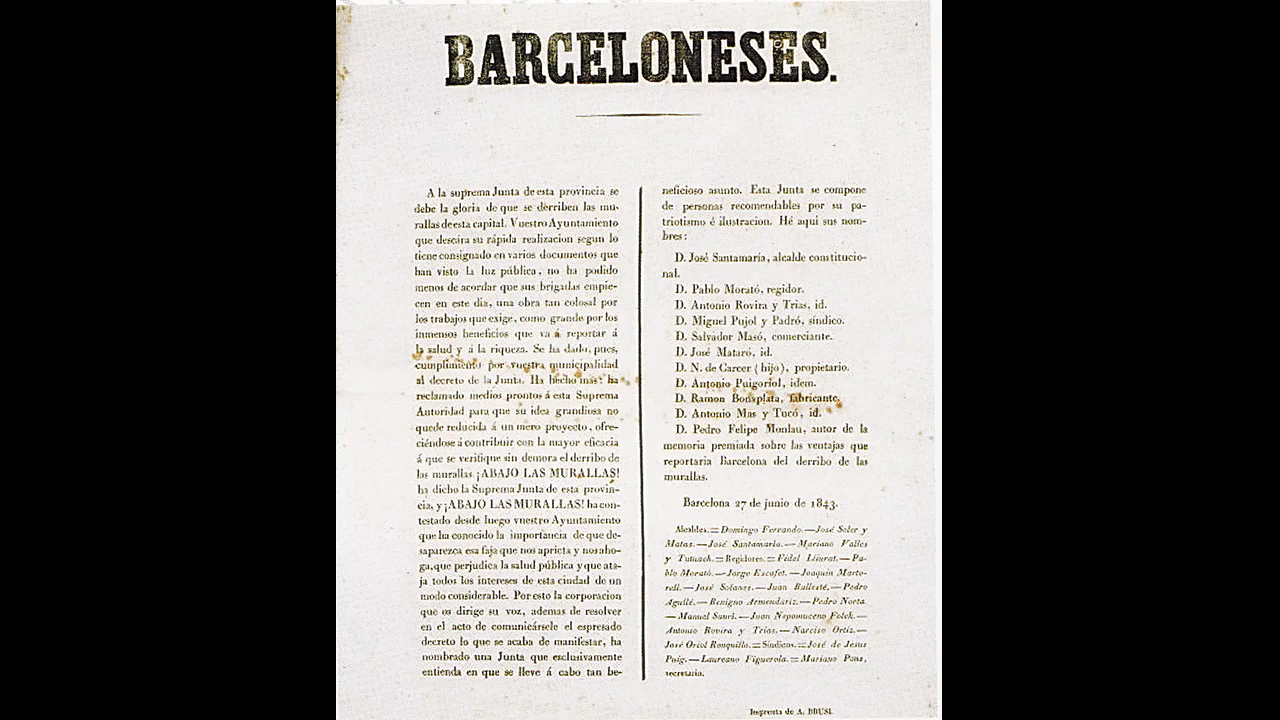 BARCELONESES.
A la suprema Junta de esta provincia se
debe la gloria de que se derriben las mu-
rallas de esta capital. Vuestro Ayuntamiento
que deseára su rápida realizacion segun lo
tiene consignado en varios documentos que
han visto la luz pública, no ha podido
menos de acordar que sus brigadas empie-
cen en este dia, una obra tan colosal por
los trabajos que exige, como grande por los
inmensos beneficios que va á reportar á
la salud y á la riqueza. Se ha dado, pues,
cumplimiento por vuestra municipalidad
al decreto de la Junta. Ha hecho mas: ha
reclamado medios prontos á esta Suprema
Autoridad para que su idea grandiosa no
quede reducida á un mero proyecto, ofre-
ciéndose á contribuir con la mayor eficacia
á que se verifique sin demora el derribo de
las murallas. ¡ABAJO LAS MURALLAS!
ha dicho la Suprema Junta de esta provin-
cia, y ¡ABAJO LAS MURALLAS! ha con-
testado desde luego vuestro Ayuntamiento
que ha conocido la importancia de que de-
saparezca esa faja que nos aprieta y nos aho-
ga, que perjudica la salud pública y que ata-
ja todos los intereses de esta ciudad de un
modo considerable. Por esto la corporacion
que os dirige su voz, ademas de resolver
en el acto de comunicársele el espresado
decreto lo que se acaba de manifestar, ha
nombrado una Junta que esclusivamente
entienda en que se lleve á cabo tan be-
neficioso asunto. Esta Junta se compone
de personas recomendables por su pa-
triotismo é ilustracion. Hé aquí sus nom-
bres:
D. José Santamaría, alcalde constitucio-
nal.
D. Pablo Morató, regidor.
D. Antonio Rovira y Trias, id.
D. Miguel Pujol y Padró, síndico.
D. Salvador Masó, comerciante.
D. José Mataró, id.
D. N. de Carcer (hijo), propietario.
D. Antonio Puigoriol, idem.
D. Ramon Bonaplata, fabricante.
D. Antonio Mas y Tucó, id.
D. Pedro Felipe Monlau, autor de la
memoria premiada sobre las ventajas que
reportaria Barcelona del derribo de las
murallas.
Barcelona 27 de junio de 1843.
Alcaldes.=Domingo Ferrando.—José Soler y
Matas.—José Santamaría.—Mariano Valles
y =Regidores.=Fidel Llurat.—Pa-
blo Morató.—Jorge Escofet.—Joaquin Marto-
rell.—José Solanes.—Juan Ballesté.—Pedro
Agullé.—Benigno Armendariz.—Pedro Noeta.
—Manuel Sauri.—Juan Nepomuceno Folch.—
Antonio Rovira y Trias.—Narciso Ortiz.—
José Oriol Ronquillo.=Síndicos.=José de Jesus
Puig.—Laureano Figuerola.=Mariano Pons,
secretario.
Imprenta de A. BRUSI.